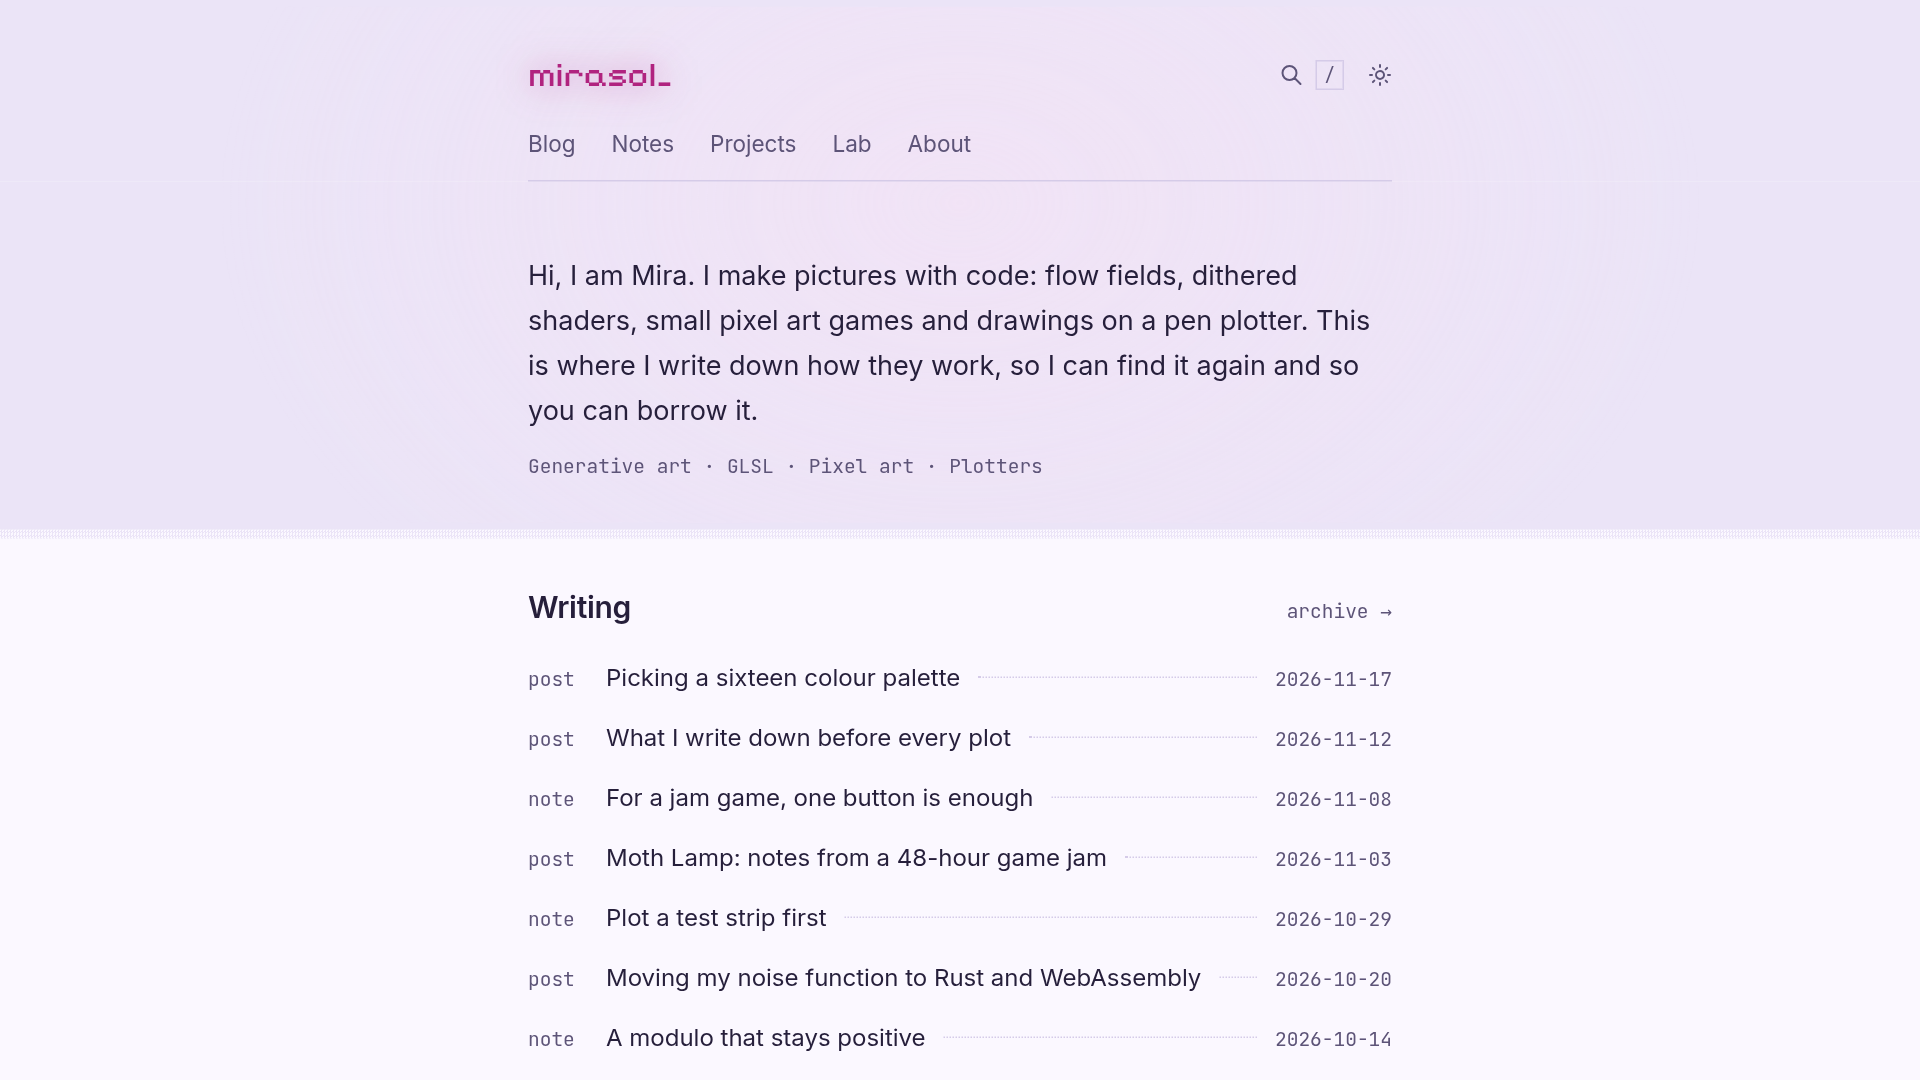 mirasol_
/
Blog Notes Projects Lab About
Hi, I am Mira. I make pictures with code: flow fields, dithered
shaders, small pixel art games and drawings on a pen plotter. This
is where I write down how they work, so I can find it again and so
you can borrow it.
Generative art · GLSL · Pixel art · Plotters
Writing archive →
post Picking a sixteen colour palette 2026-11-17
post What I write down before every plot 2026-11-12
note For a jam game, one button is enough 2026-11-08
post Moth Lamp: notes from a 48-hour game jam 2026-11-03
note Plot a test strip first 2026-10-29
post Moving my noise function to Rust and WebAssembly 2026-10-20
note A modulo that stays positive 2026-10-14